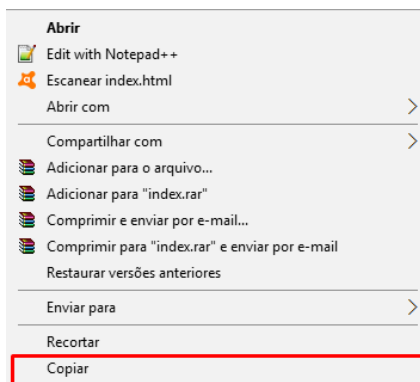 Abrir
Edit with Notepad++
Escanear index.html
Abrir com
Compartilhar com
Adicionar para o arquivo...
Adicionar para "index.rar"
Comprimir e enviar por e-mail...
Comprimir para "index.rar" e enviar por e-mail
Restaurar versões anteriores
Enviar para
Recortar
Copiar